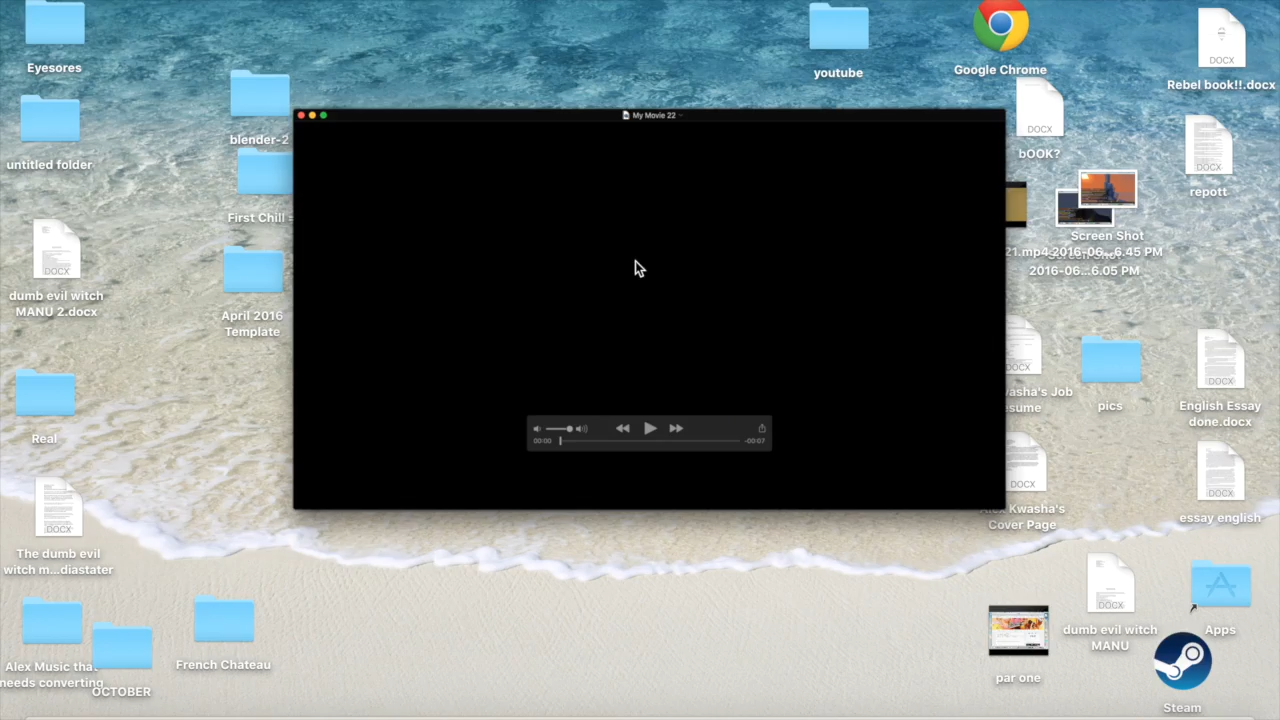 Eyesores
youtube
Google Chrome
DOCX
Rebel book!!.docx
untitled folder
blender-2
My Movie 22
DOCX
bOOK?
DOCX
repott
First Chill
Screen Shot
21.mp4
2016-06...6.45 PM
2016-06...6.05 PM
DOCX
dumb evil witch
MANU 2.docx
April 2016
Template
DOCX
DOCX
Kwasha's Job
pics
English Essay
done.docx
Real
00:00
-00:07
DOCX
DOCX
Alex Kwasha's
Cover Page
essay english
DOCX
The dumb evil
witch m...diastater
DOCX
dumb evil witch
MANU
Apps
Alex Music that
needs converting
OCTOBER
French Chateau
par one
Steam